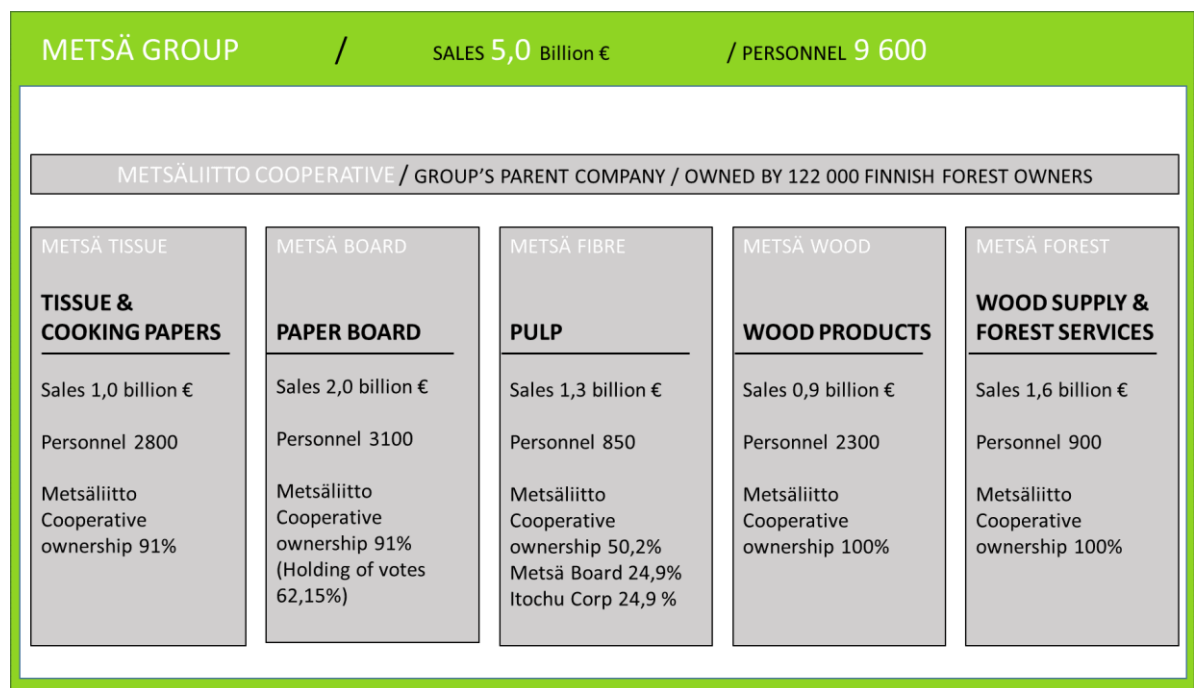 METSÄ GROUP / SALES 5,0 Billion € / PERSONNEL 9 600
METSÄLIITTO COOPERATIVE / GROUP'S PARENT COMPANY / OWNED BY 122 000 FINNISH FOREST OWNERS
METSÄ TISSUE
TISSUE &
COOKING PAPERS
Sales 1,0 billion €
Personnel 2800
Metsäliitto
Cooperative
ownership 91%
METSÄ BOARD
PAPER BOARD
Sales 2,0 billion €
Personnel 3100
Metsäliitto
Cooperative
ownership 91%
(Holding of votes
62,15%)
METSÄ FIBRE
PULP
Sales 1,3 billion €
Personnel 850
Metsäliitto
Cooperative
ownership 50,2%
Metsä Board 24,9%
Itochu Corp 24,9 %
METSÄ WOOD
WOOD PRODUCTS
Sales 0,9 billion €
Personnel 2300
Metsäliitto
Cooperative
ownership 100%
METSÄ FOREST
WOOD SUPPLY &
FOREST SERVICES
Sales 1,6 billion €
Personnel 900
Metsäliitto
Cooperative
ownership 100%